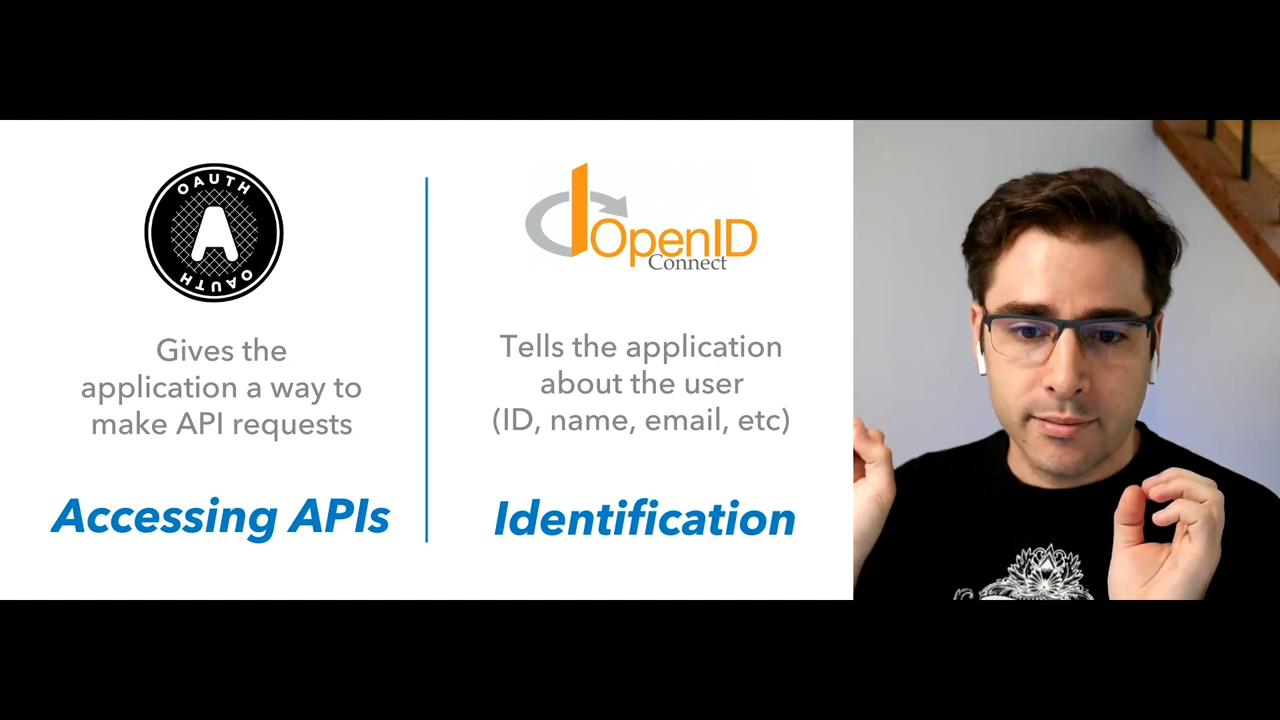 OAUTH
A
OAUTH
Gives the
application a way to
make API requests
Accessing APIs
OpenID
Connect
Tells the application
about the user
(ID, name, email, etc)
Identification